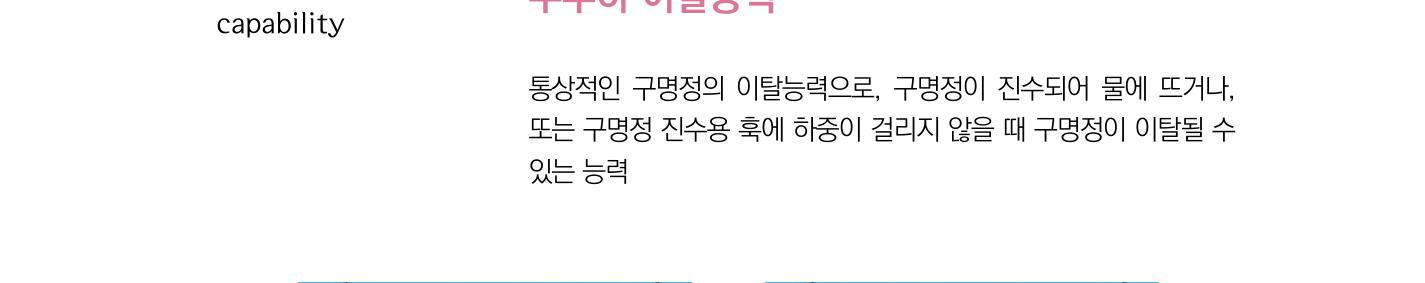 capability
통상적인 구명정의 이탈능력으로, 구명정이 진수되어 물에 뜨거나,
또는 구명정 진수용 훅에 하중이 걸리지 않을 때 구명정이 이탈될 수
있는 능력